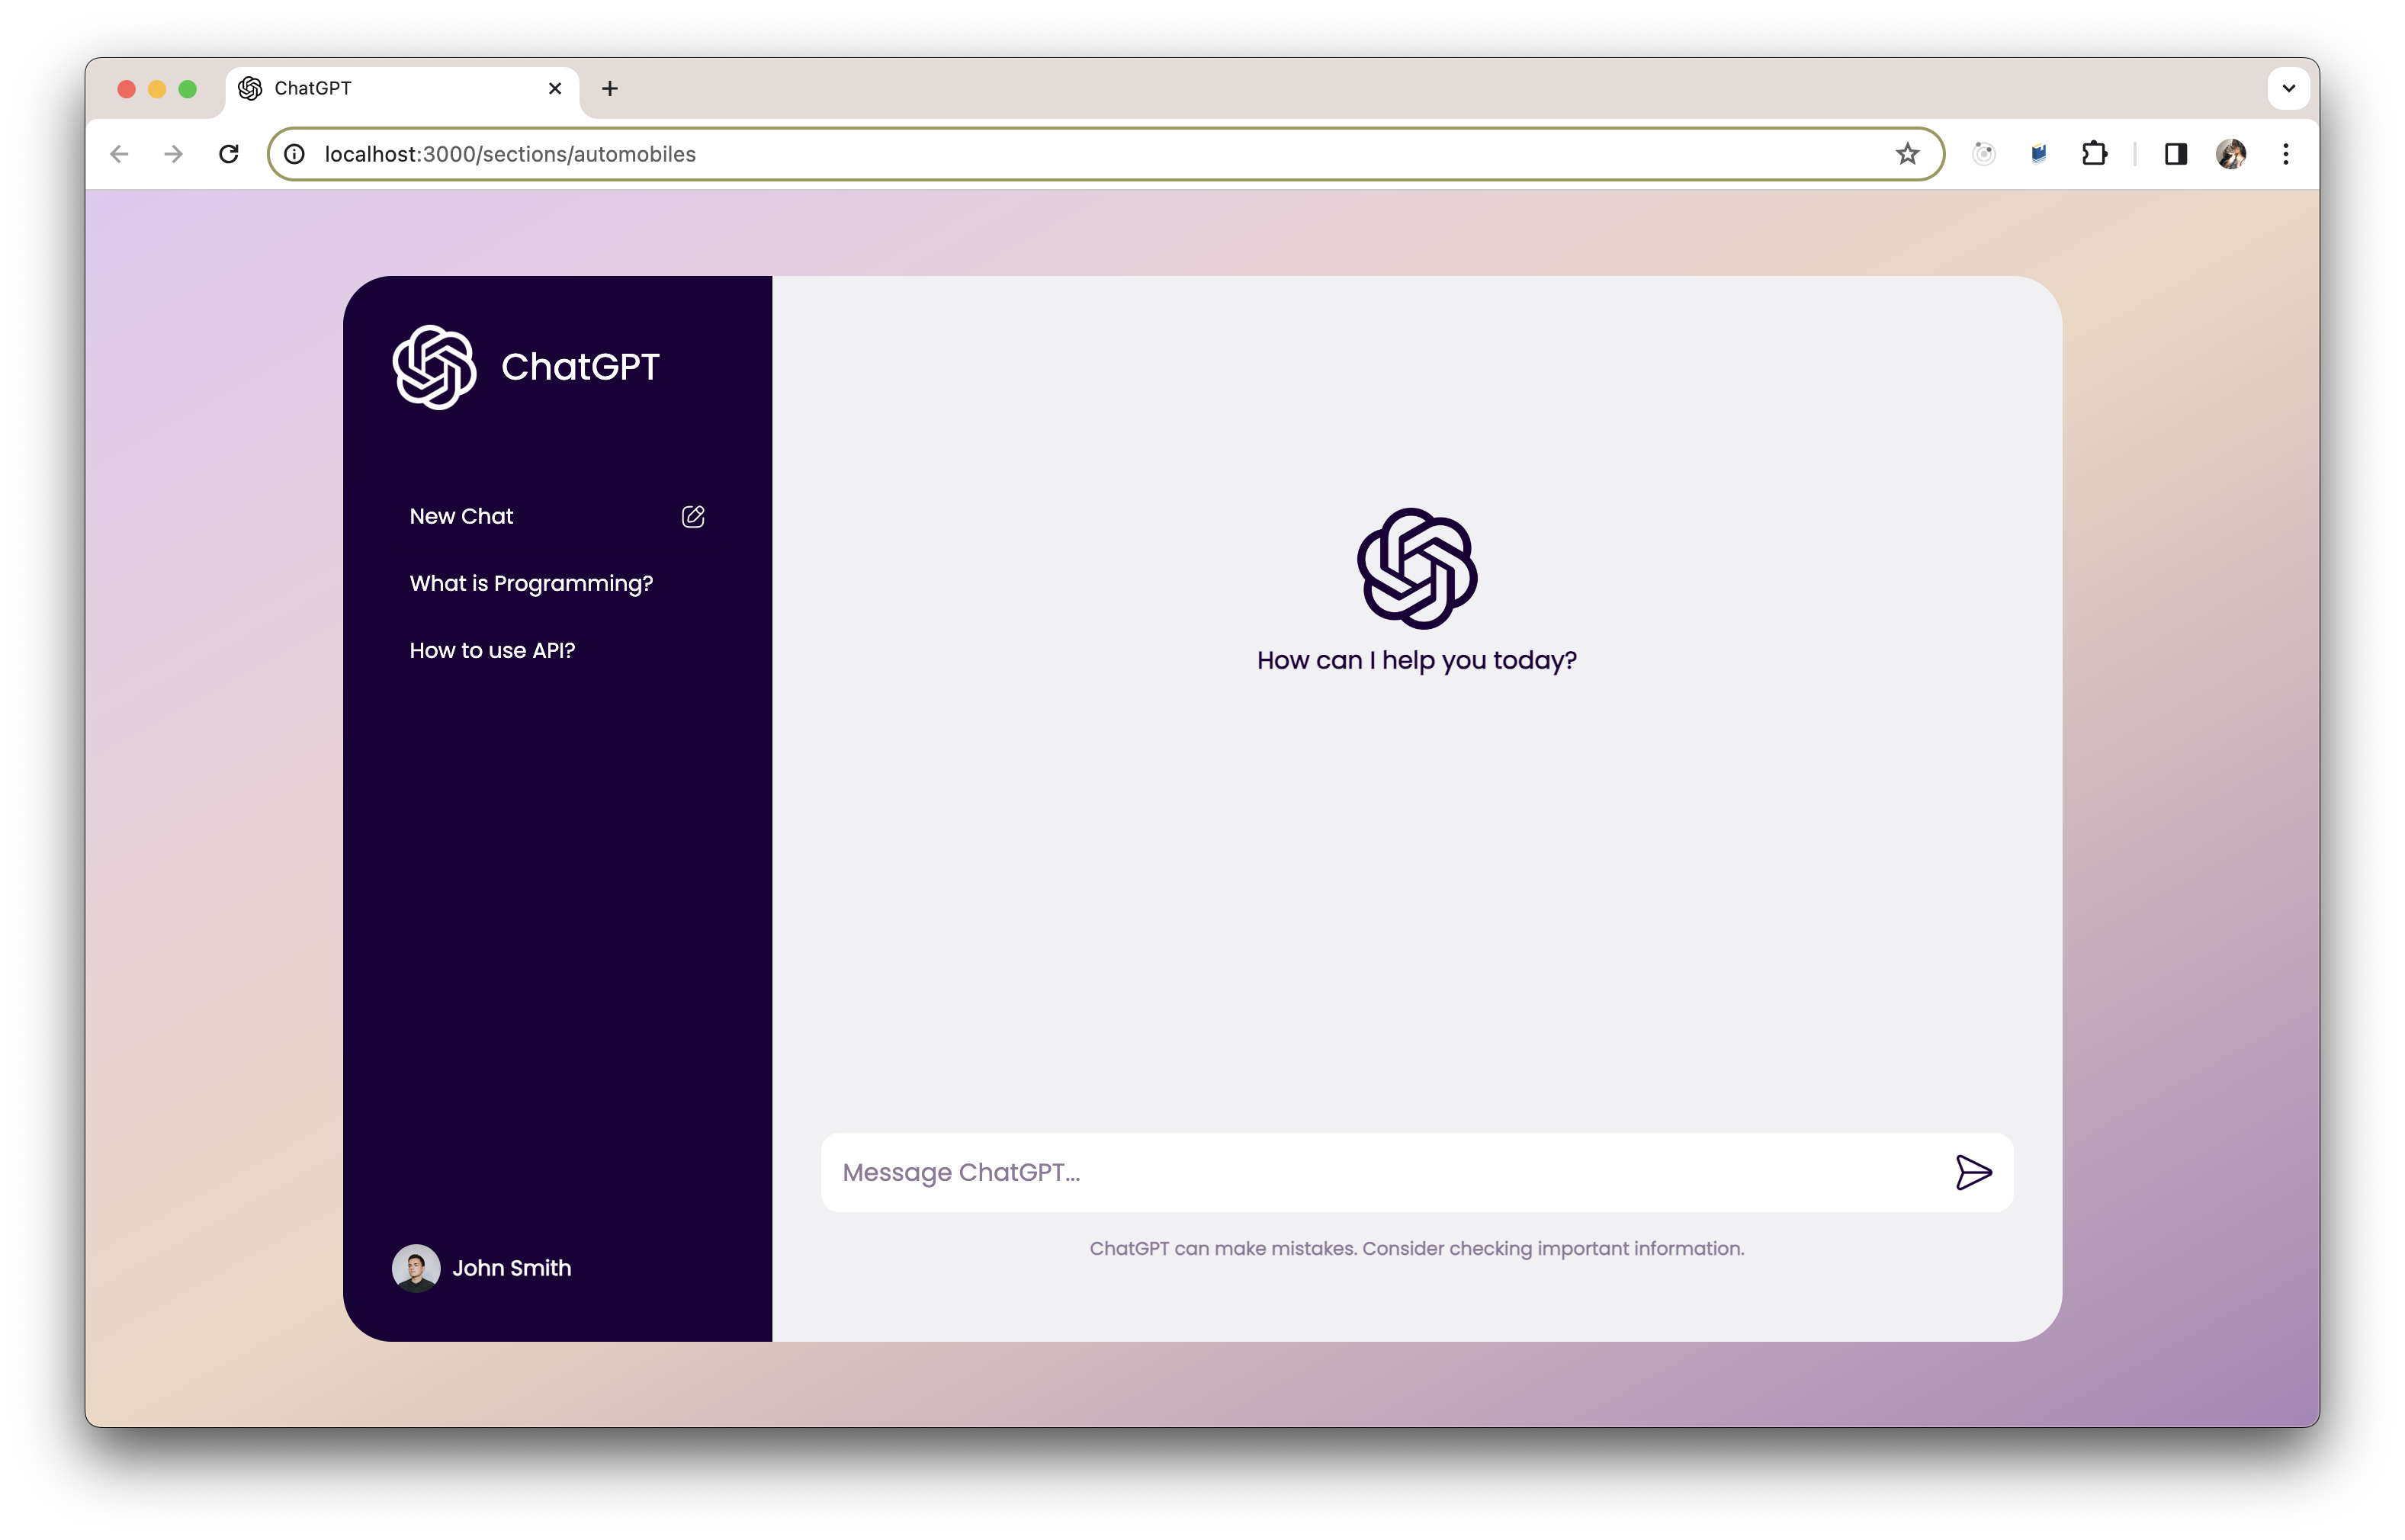 ChatGPT
localhost:3000/sections/automobiles
ChatGPT
New Chat
What is Programming?
How to use API?
John Smith
How can I help you today?
Message ChatGPT...
ChatGPT can make mistakes. Consider checking important information.